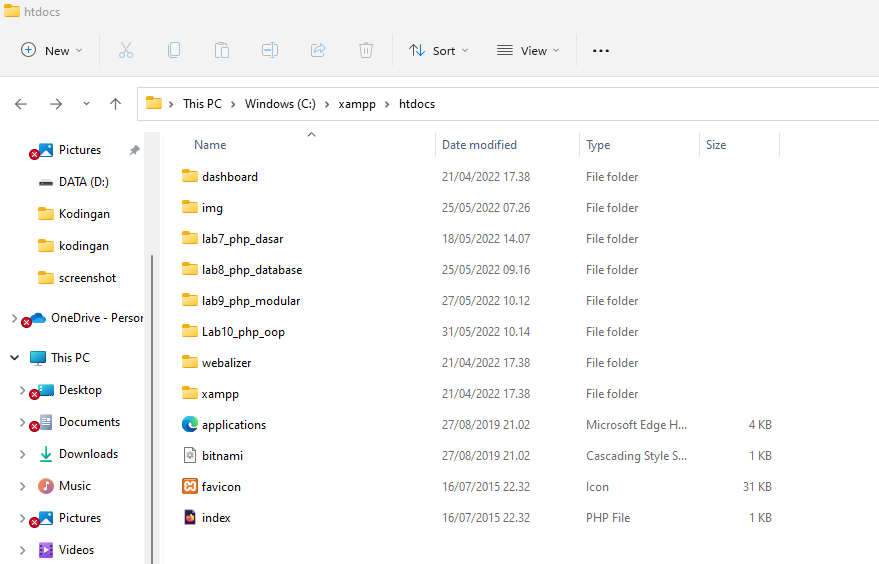 htdocs
New Sort View
This PC Windows (C:) xampp htdocs
Name Date modified Type Size
Pictures
DATA (D:)
Kodingan
kodingan
screenshot
OneDrive - Person
This PC
Desktop
Documents
Downloads
Music
Pictures
Videos
dashboard 21/04/2022 17.38 File folder
img 25/05/2022 07.26 File folder
lab7_php_dasar 18/05/2022 14.07 File folder
lab8_php_database 25/05/2022 09.16 File folder
lab9_php_modular 27/05/2022 10.12 File folder
Lab10_php_oop 31/05/2022 10.14 File folder
webalizer 21/04/2022 17.38 File folder
xampp 21/04/2022 17.38 File folder
applications 27/08/2019 21.02 Microsoft Edge H... 4 KB
bitnami 27/08/2019 21.02 Cascading Style S... 1 KB
favicon 16/07/2015 22.32 Icon 31 KB
index 16/07/2015 22.32 PHP File 1 KB